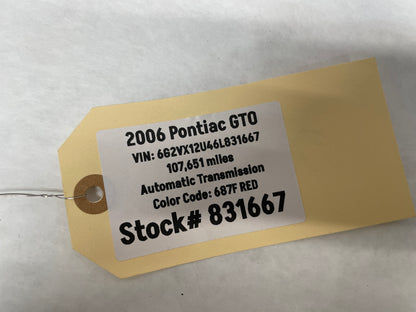 2006 Pontiac GTO
VIN: 6G2VX12U46L831667
107,651 miles
Automatic Transmission
Color Code: 687F RED
Stock# 831667